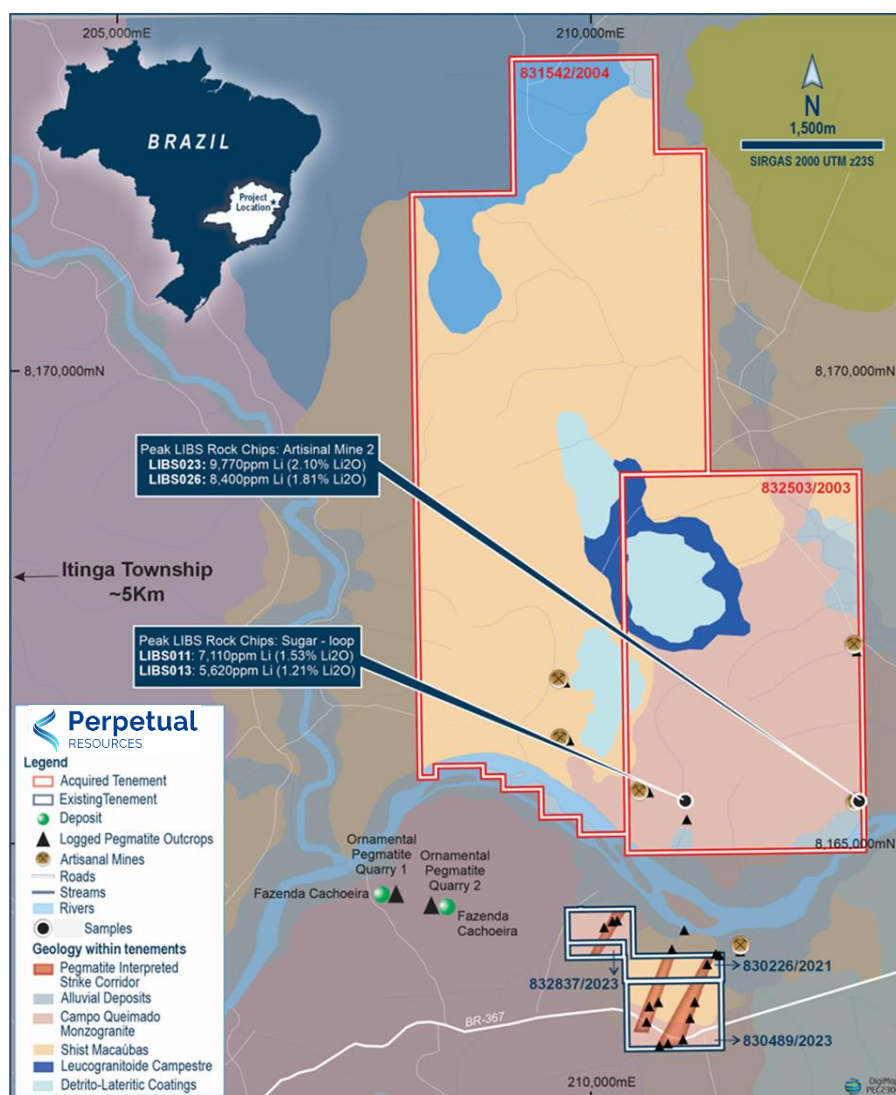 205,000mE
210,000mE
831542/2004
N
1,500m
SIRGAS 2000 UTM z23S
BRAZIL
Project
Location
8,170,000mN
8,170,000mN
Peak LIBS Rock Chips: Artisinal Mine 2
LIBS023: 9,770ppm Li (2.10% Li2O)
LIBS026: 8,400ppm Li (1.81% Li2O)
832503/2003
Itinga Township
~5Km
Peak LIBS Rock Chips: Sugar - loop
LIBS011: 7,110ppm Li (1.53% Li2O)
LIBS013: 5,620ppm Li (1.21% Li2O)
Perpetual
RESOURCES
Legend
Acquired Tenement
ExistingTenement
Deposit
Logged Pegmatite Outcrops
Artisanal Mines
Roads
Streams
Rivers
Samples
Geology within tenements
Pegmatite Interpreted
Strike Corridor
Alluvial Deposits
Campo Queimado
Monzogranite
Shist Macaúbas
Leucogranitoide Campestre
Detrito-Lateritic Coatings
8,165,000mN
Ornamental
Pegmatite
Quarry 1
Fazenda Cachoeira
Ornamental
Pegmatite
Quarry 2
Fazenda
Cachoeira
832837/2023
830226/2021
830489/2023
BR-367
210,000mE